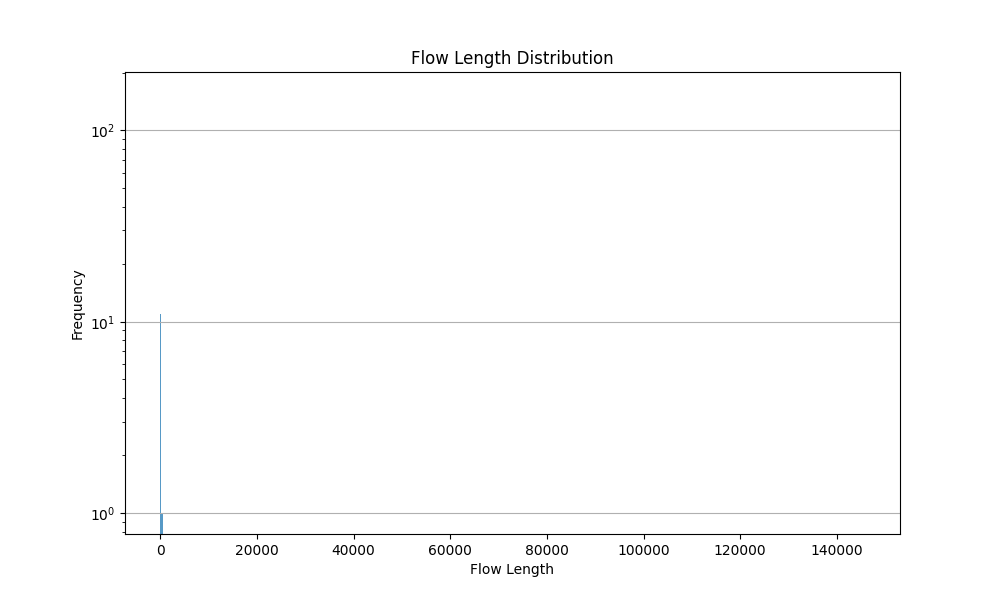 Flow Length Distribution
Frequency
10²
10¹
10⁰
0 20000 40000 60000 80000 100000 120000 140000
Flow Length